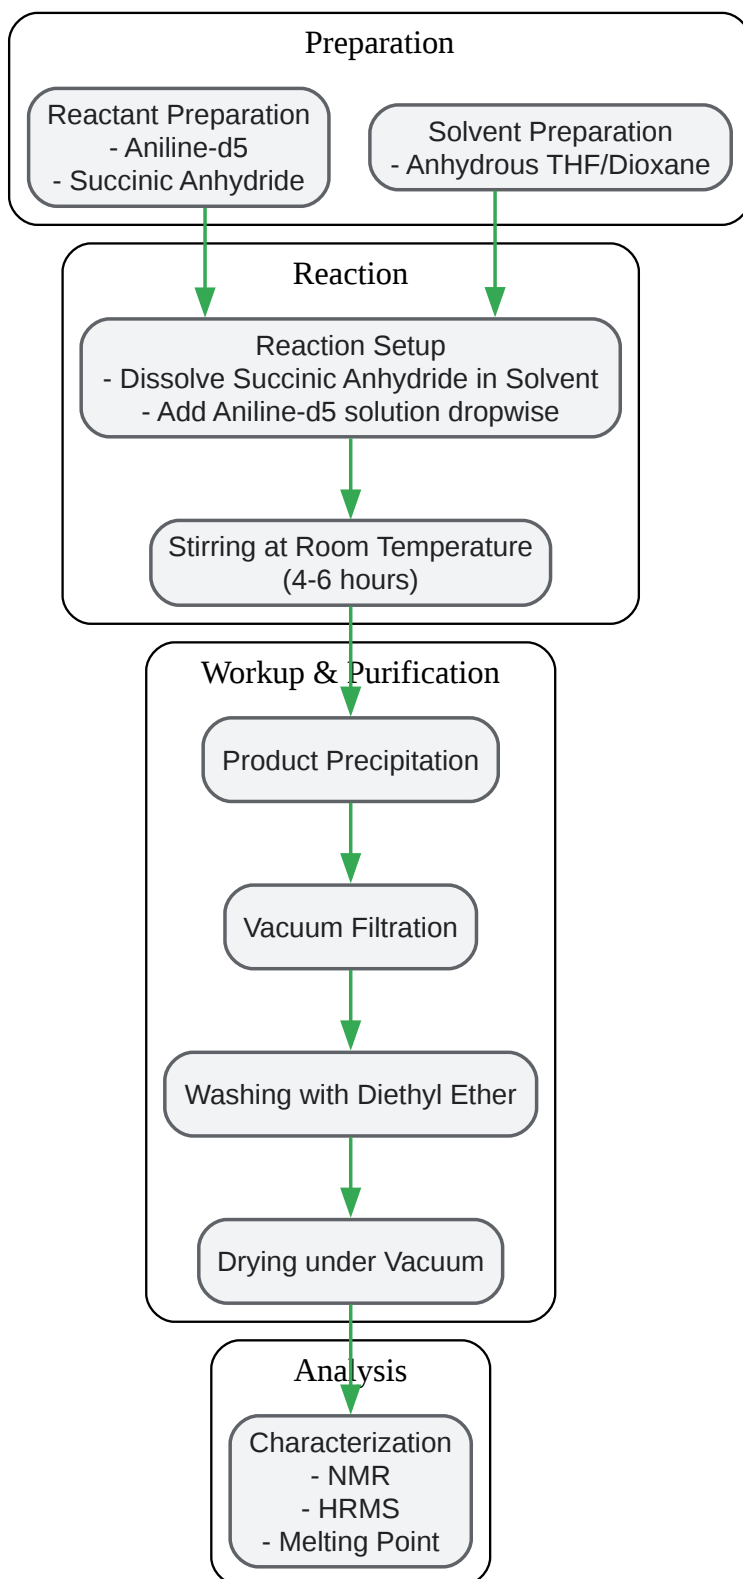 Preparation
Reactant Preparation
- Aniline-d5
- Succinic Anhydride
Solvent Preparation
- Anhydrous THF/Dioxane
Reaction
Reaction Setup
- Dissolve Succinic Anhydride in Solvent
- Add Aniline-d5 solution dropwise
Stirring at Room Temperature
(4-6 hours)
Workup & Purification
Product Precipitation
Vacuum Filtration
Washing with Diethyl Ether
Drying under Vacuum
Analysis
Characterization
- NMR
- HRMS
- Melting Point